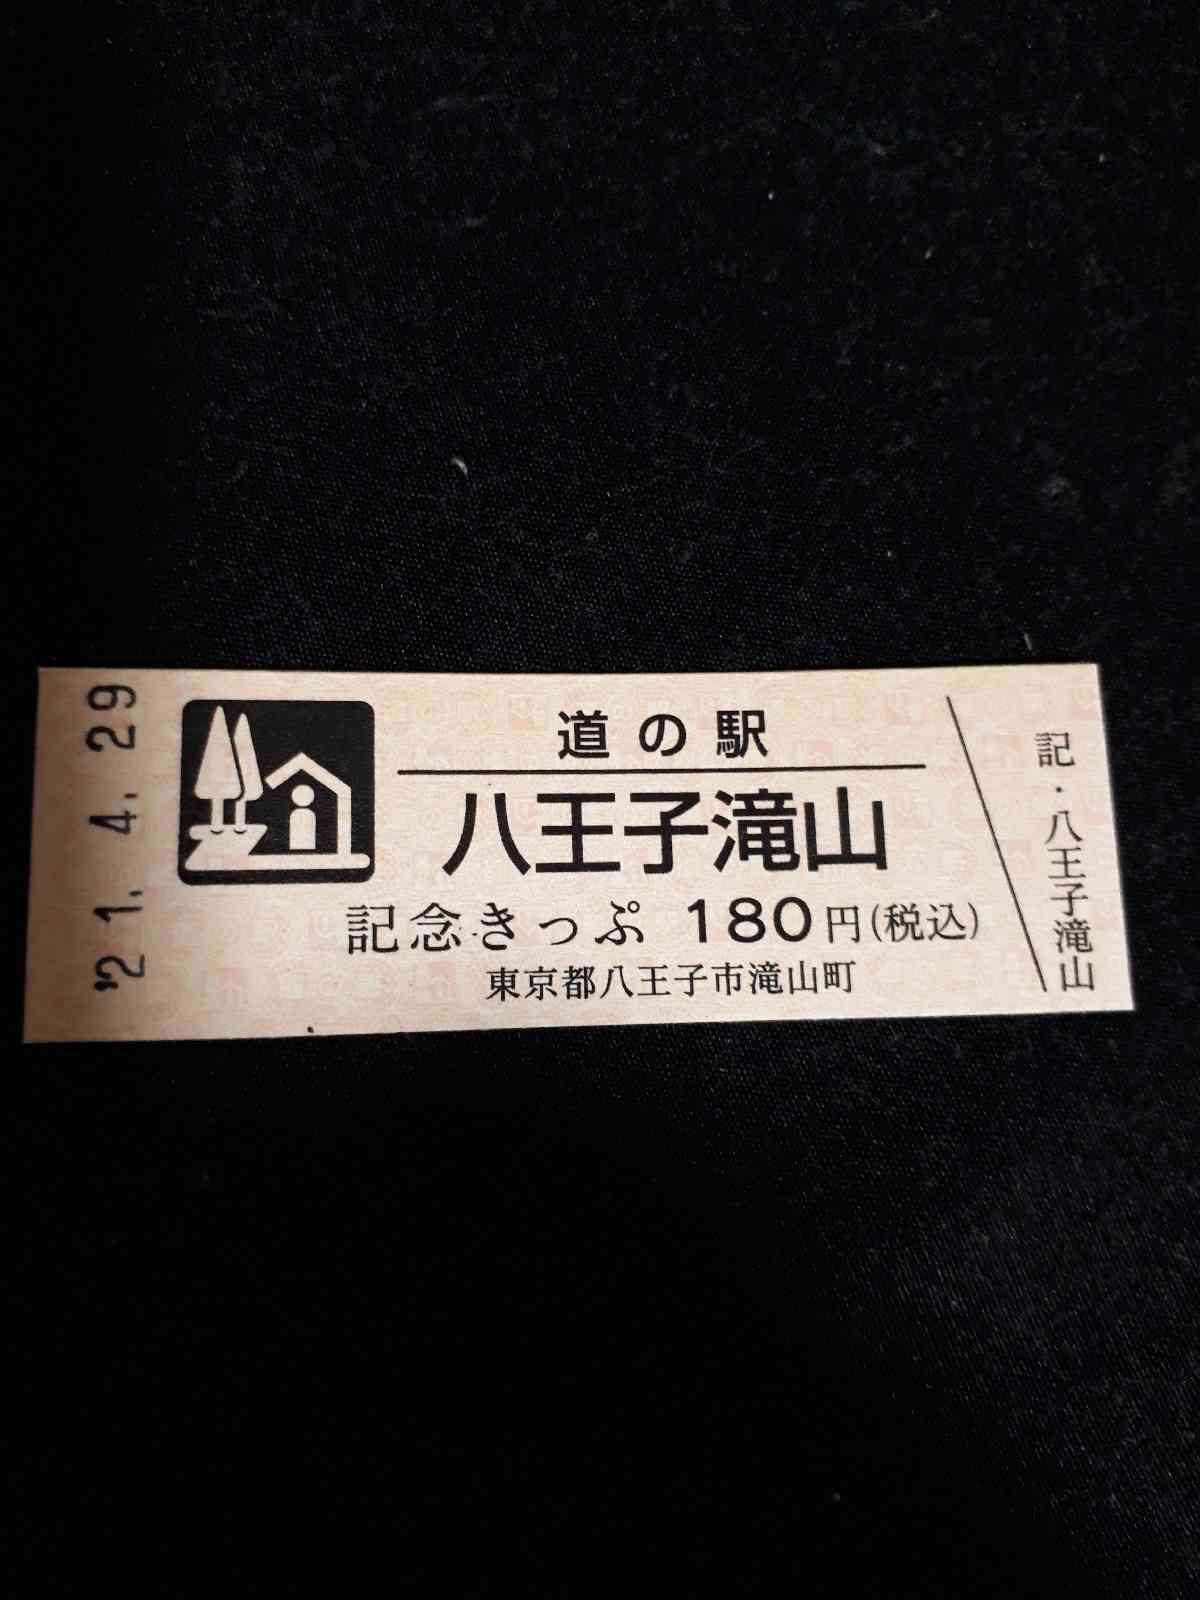 '21. 4. 29
道の駅
八王子滝山
記念きっぷ 180円(税込)
東京都八王子市滝山町
記・八王子滝山